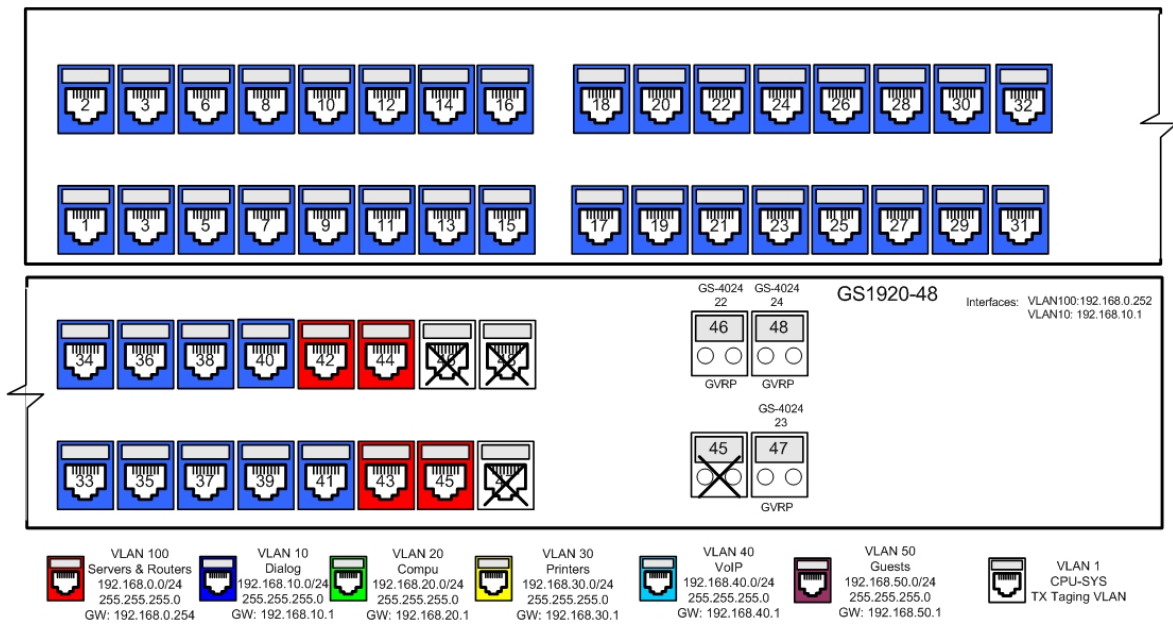 2 3 6 8 10 12 14 16 18 20 22 24 26 28 30 32
1 3 5 7 9 11 13 15 17 19 21 23 25 27 29 31
GS-4024
22
GS-4024
24
GS1920-48
Interfaces: VLAN100:192.168.0.252
VLAN10: 192.168.10.1
34 36 38 40 42 44 46 48
46 48
GVRP GVRP
GS-4024
23
33 35 37 39 41 43 45
45 47
GVRP
VLAN 100
Servers & Routers
192.168.0.0/24
255.255.255.0
GW: 192.168.0.254
VLAN 10
Dialog
192.168.10.0/24
255.255.255.0
GW: 192.168.10.1
VLAN 20
Compu
192.168.20.0/24
255.255.255.0
GW: 192.168.20.1
VLAN 30
Printers
192.168.30.0/24
255.255.255.0
GW: 192.168.30.1
VLAN 40
VoIP
192.168.40.0/24
255.255.255.0
GW: 192.168.40.1
VLAN 50
Guests
192.168.50.0/24
255.255.255.0
GW: 192.168.50.1
VLAN 1
CPU-SYS
TX Taging VLAN